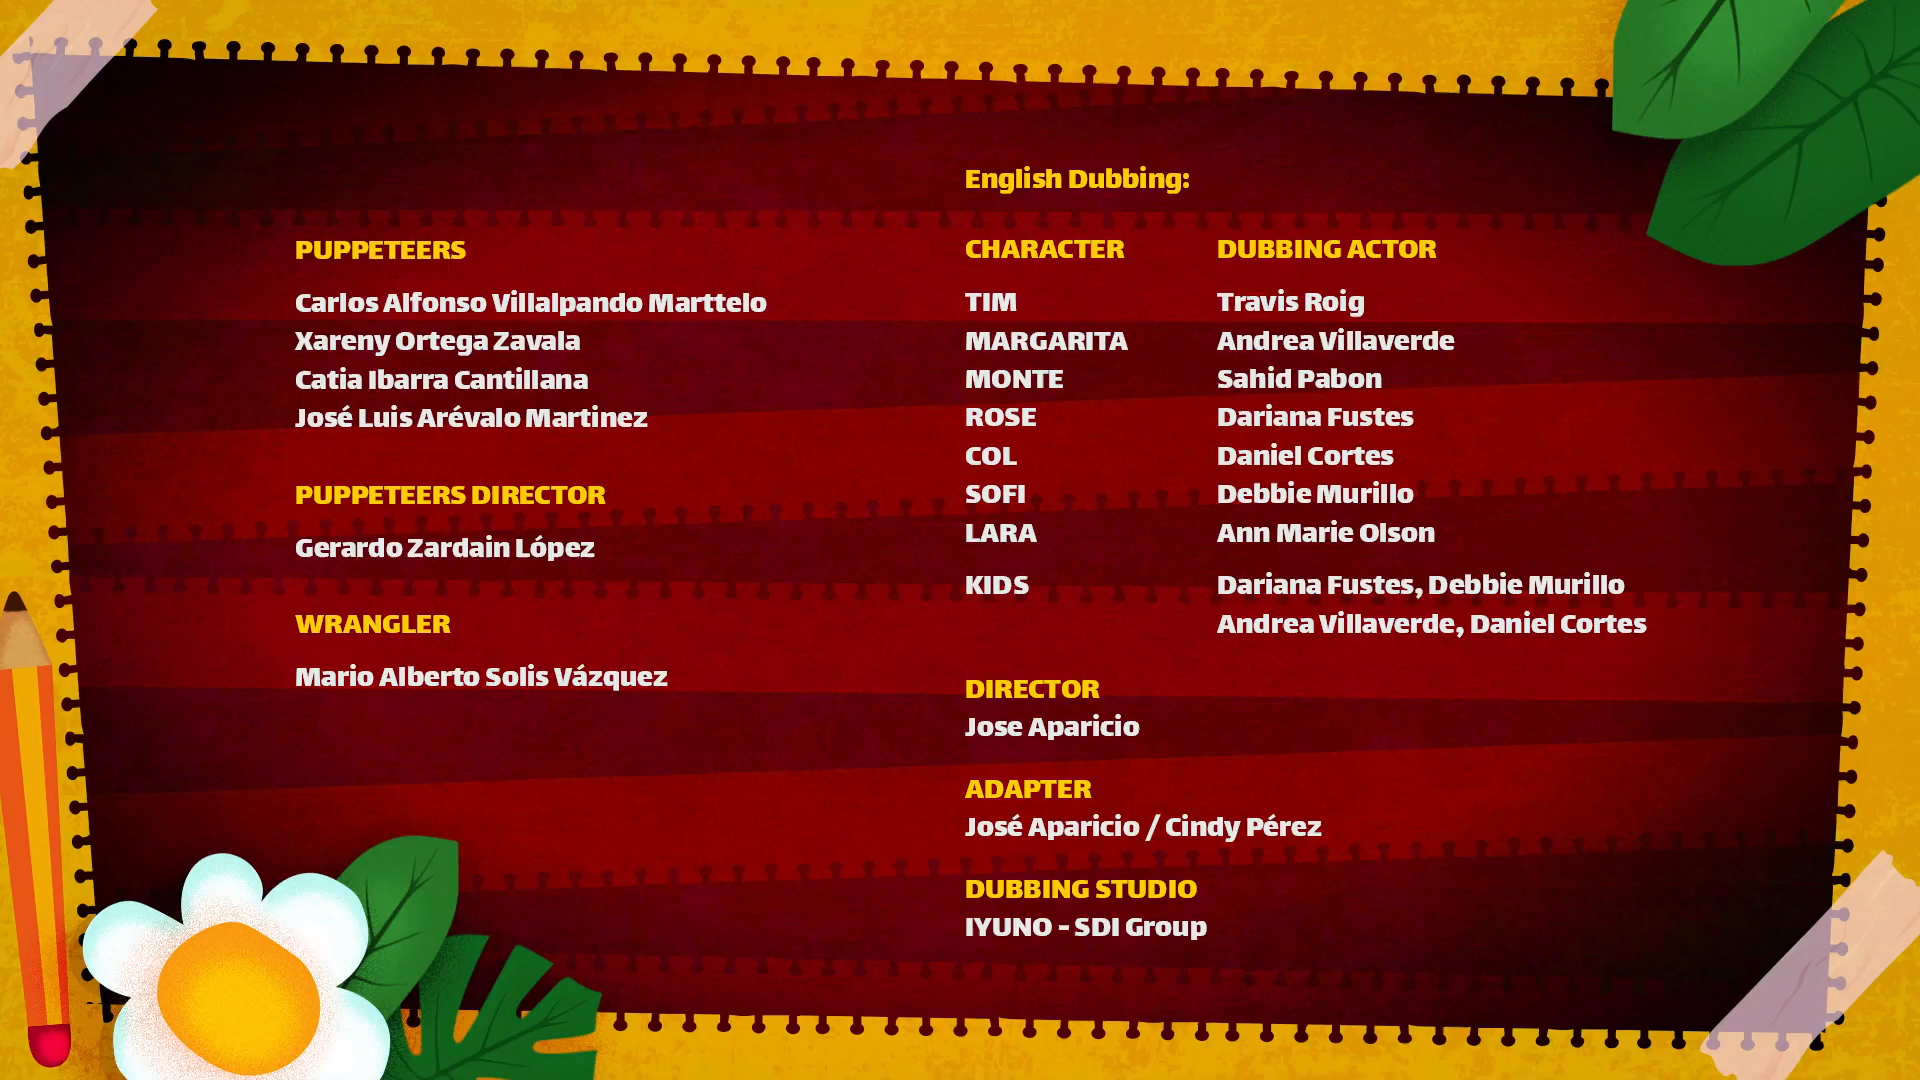 PUPPETEERS
Carlos Alfonso Villalpando Marttelo
Xareny Ortega Zavala
Catia Ibarra Cantillana
José Luis Arévalo Martinez
PUPPETEERS DIRECTOR
Gerardo Zardain López
WRANGLER
Mario Alberto Solis Vázquez
English Dubbing:
CHARACTER DUBBING ACTOR
TIM Travis Roig
MARGARITA Andrea Villaverde
MONTE Sahid Pabon
ROSE Dariana Fustes
COL Daniel Cortes
SOFI Debbie Murillo
LARA Ann Marie Olson
KIDS Dariana Fustes, Debbie Murillo
Andrea Villaverde, Daniel Cortes
DIRECTOR
Jose Aparicio
ADAPTER
José Aparicio / Cindy Pérez
DUBBING STUDIO
IYUNO - SDI Group